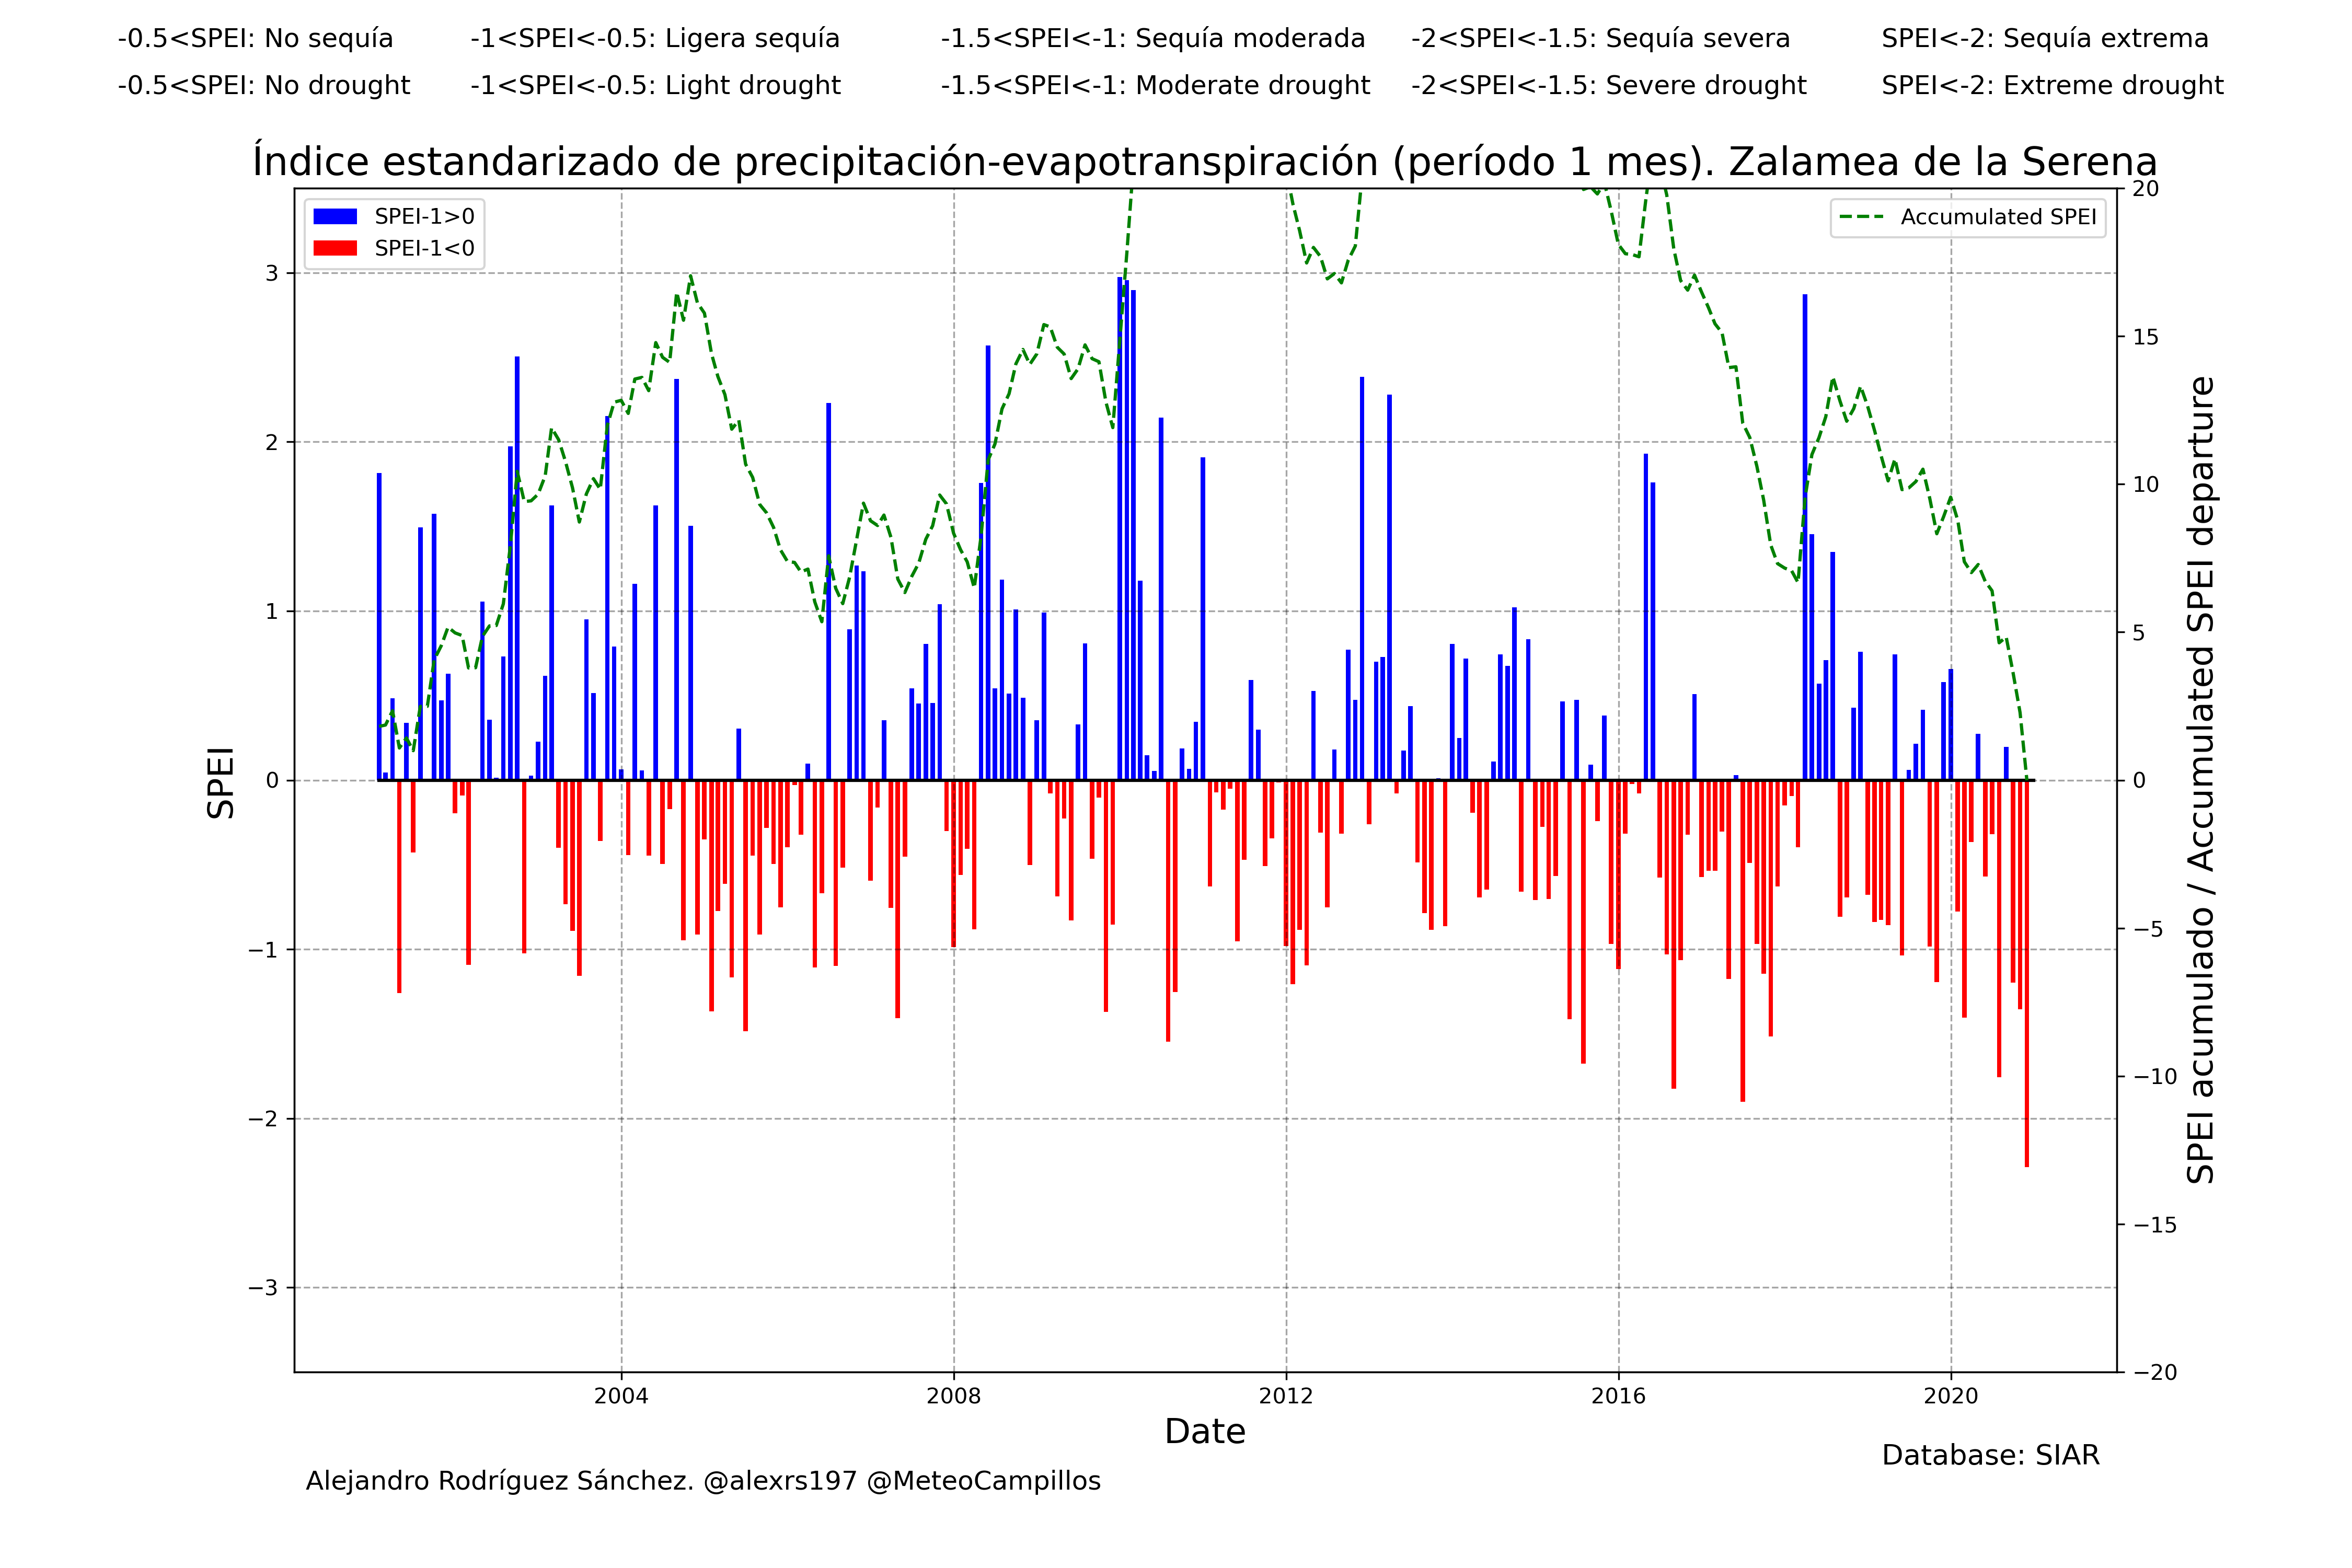 -0.5<SPEI: No sequía
-1<SPEI<-0.5: Ligera sequía
-1.5<SPEI<-1: Sequía moderada
-2<SPEI<-1.5: Sequía severa
SPEI<-2: Sequía extrema
-0.5<SPEI: No drought
-1<SPEI<-0.5: Light drought
-1.5<SPEI<-1: Moderate drought
-2<SPEI<-1.5: Severe drought
SPEI<-2: Extreme drought
Índice estandarizado de precipitación-evapotranspiración (período 1 mes). Zalamea de la Serena
SPEI-1>0
SPEI-1<0
Accumulated SPEI
SPEI
3
2
1
0
−1
−2
−3
20
15
10
5
0
−5
−10
−15
−20
SPEI acumulado / Accumulated SPEI departure
2004
2008
2012
2016
2020
Date
Database: SIAR
Alejandro Rodríguez Sánchez. @alexrs197 @MeteoCampillos